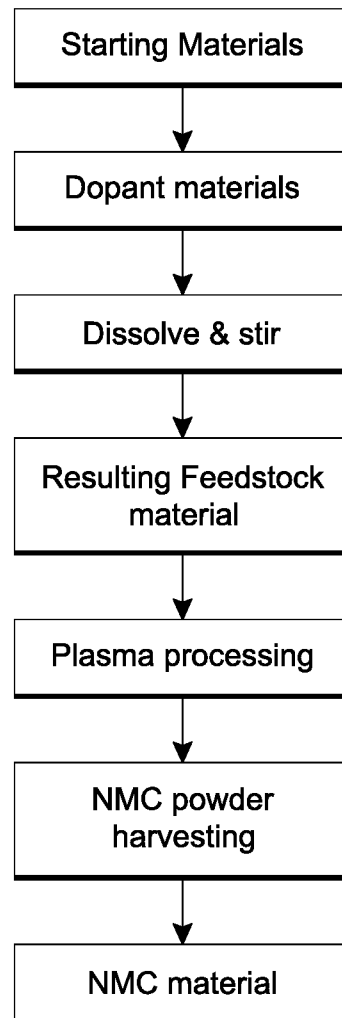 Starting Materials
Dopant materials
Dissolve & stir
Resulting Feedstock
material
Plasma processing
NMC powder
harvesting
NMC material